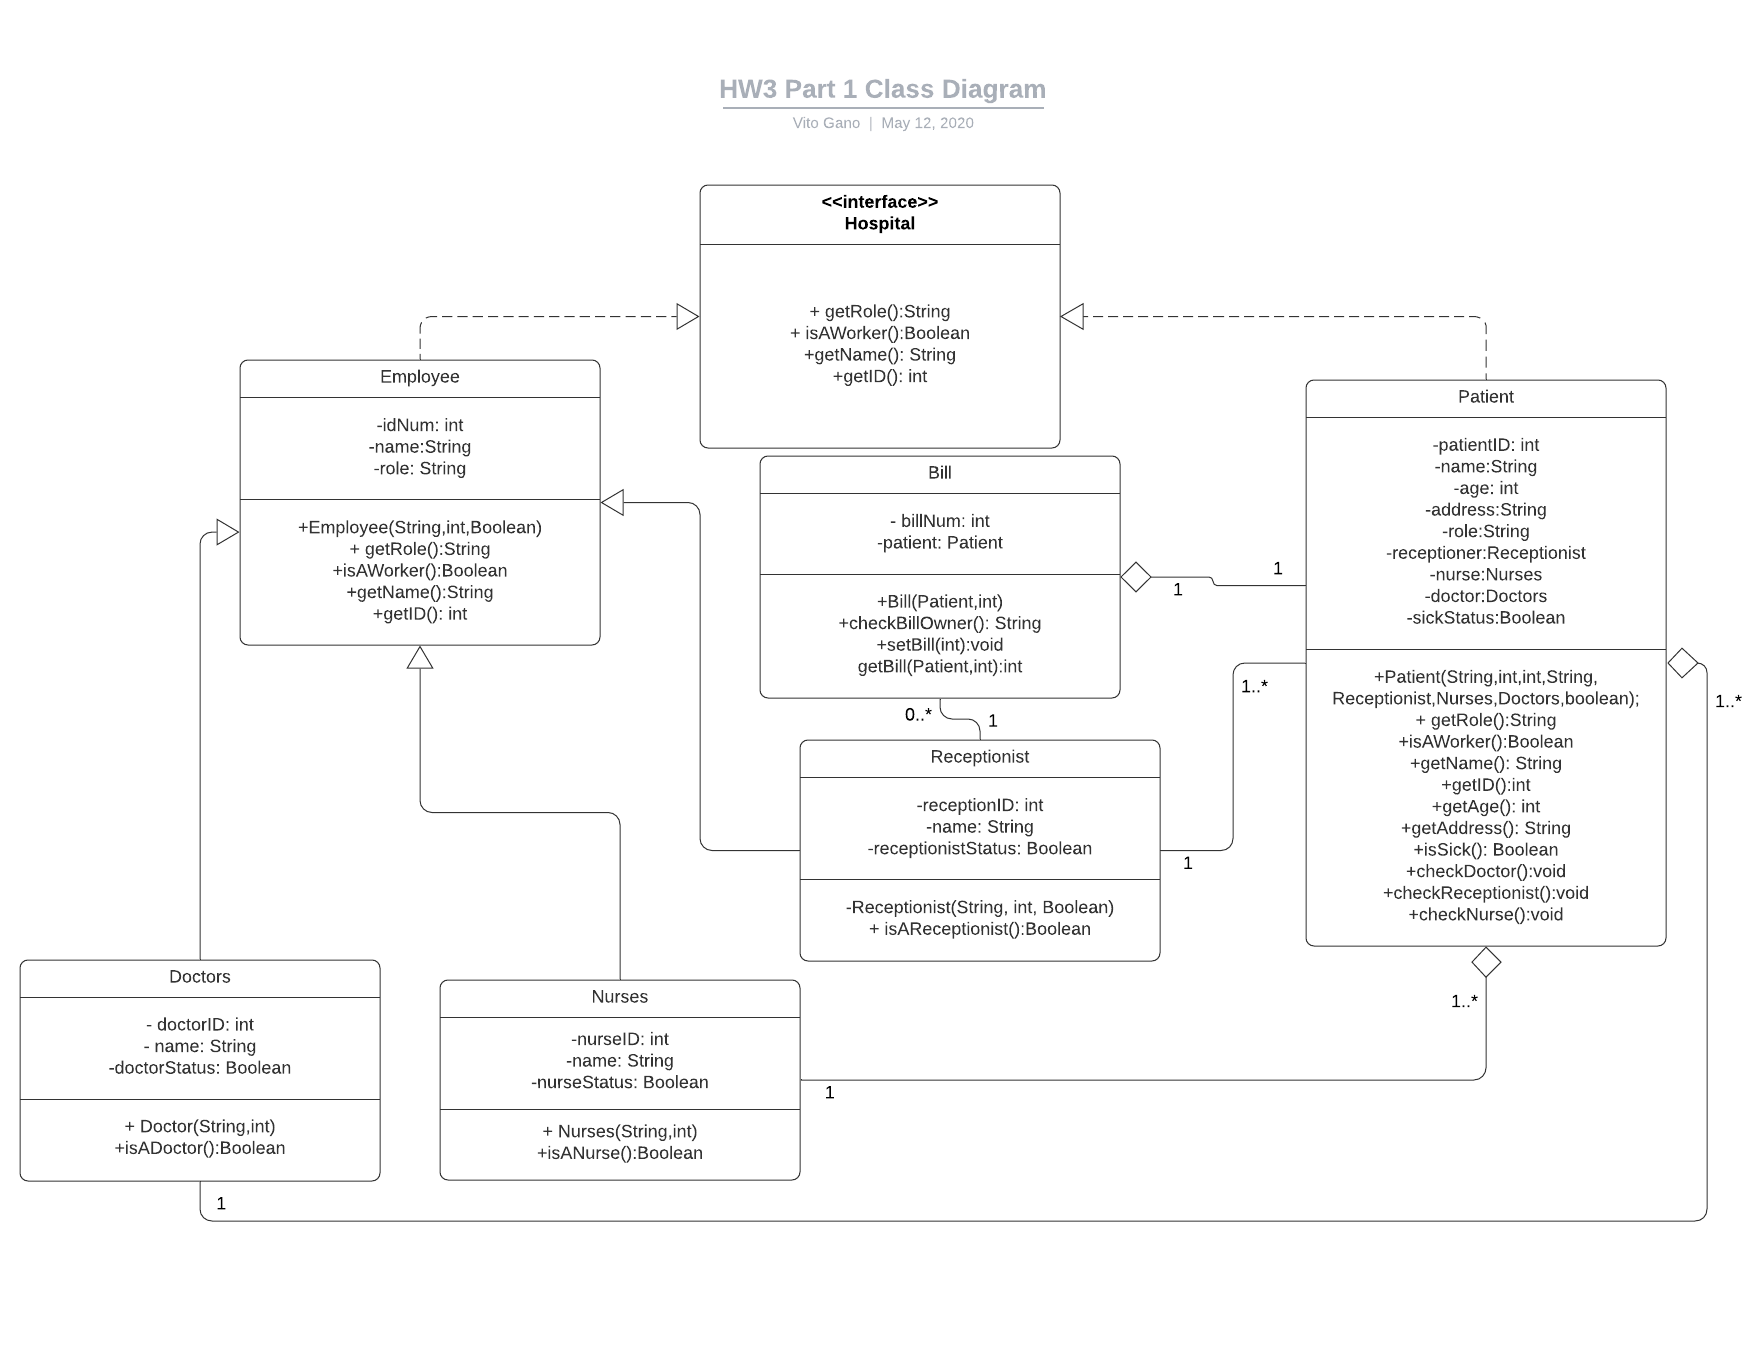 HW3 Part 1 Class Diagram
Vito Gano | May 12, 2020
<<interface>>
Hospital
+ getRole():String
+ isAWorker():Boolean
+getName(): String
+getID(): int
Employee
-idNum: int
-name:String
-role: String
+Employee(String,int,Boolean)
+ getRole():String
+isAWorker():Boolean
+getName():String
+getID(): int
Bill
- billNum: int
-patient: Patient
+Bill(Patient,int)
+checkBillOwner(): String
+setBill(int):void
getBill(Patient,int):int
1
1
0..*
1
Patient
-patientID: int
-name:String
-age: int
-address:String
-role:String
-receptioner:Receptionist
-nurse:Nurses
-doctor:Doctors
-sickStatus:Boolean
+Patient(String,int,int,String,
Receptionist,Nurses,Doctors,boolean);
+ getRole():String
+isAWorker():Boolean
+getName(): String
+getID():int
+getAge(): int
+getAddress(): String
+isSick(): Boolean
+checkDoctor():void
+checkReceptionist():void
+checkNurse():void
1..*
1..*
1..*
Receptionist
-receptionID: int
-name: String
-receptionistStatus: Boolean
-Receptionist(String, int, Boolean)
+ isAReceptionist():Boolean
1
Doctors
- doctorID: int
- name: String
-doctorStatus: Boolean
+ Doctor(String,int)
+isADoctor():Boolean
1
Nurses
-nurseID: int
-name: String
-nurseStatus: Boolean
+ Nurses(String,int)
+isANurse():Boolean
1